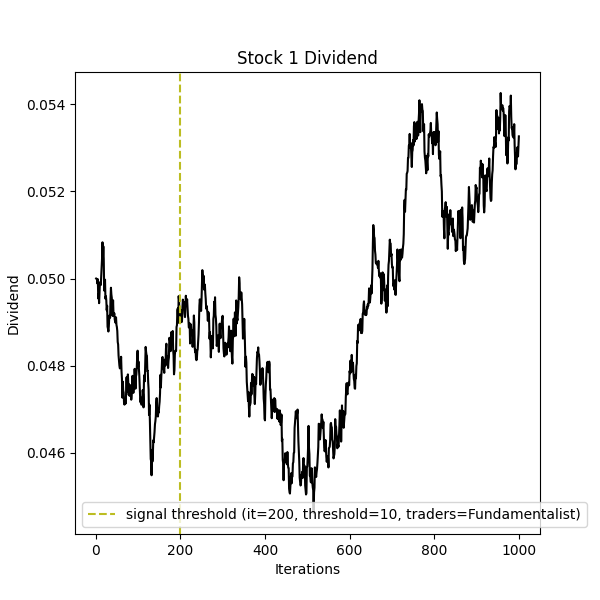 Stock 1 Dividend
0.054
0.052
0.050
0.048
0.046
Dividend
signal threshold (it=200, threshold=10, traders=Fundamentalist)
0 200 400 600 800 1000
Iterations